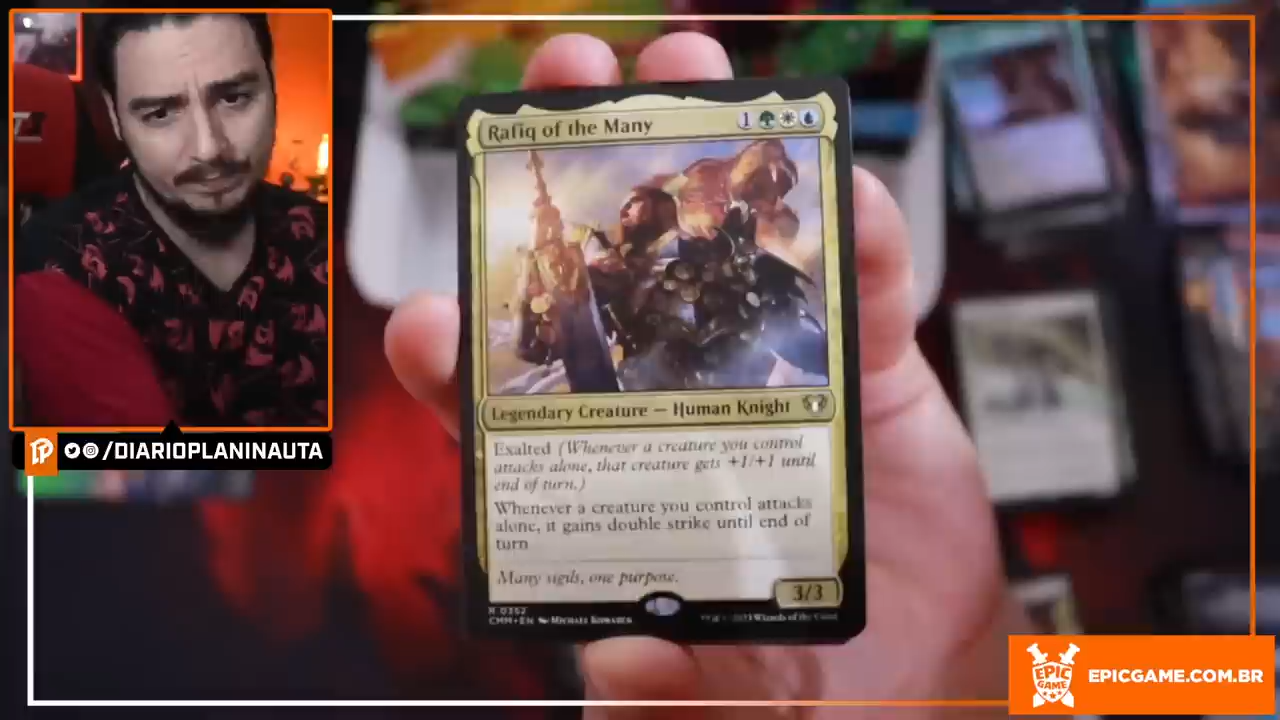 Rafiq of the Many
1
Legendary Creature — Human Knight
Exalted (Whenever a creature you control
attacks alone, that creature gets +1/+1 until
end of turn.)
Whenever a creature you control attacks
alone, it gains double strike until end of
turn
Many sigils, one purpose.
3/3
CMM•EN
/DIARIOPLANINAUTA
EPIC
GAME
EPICGAME.COM.BR